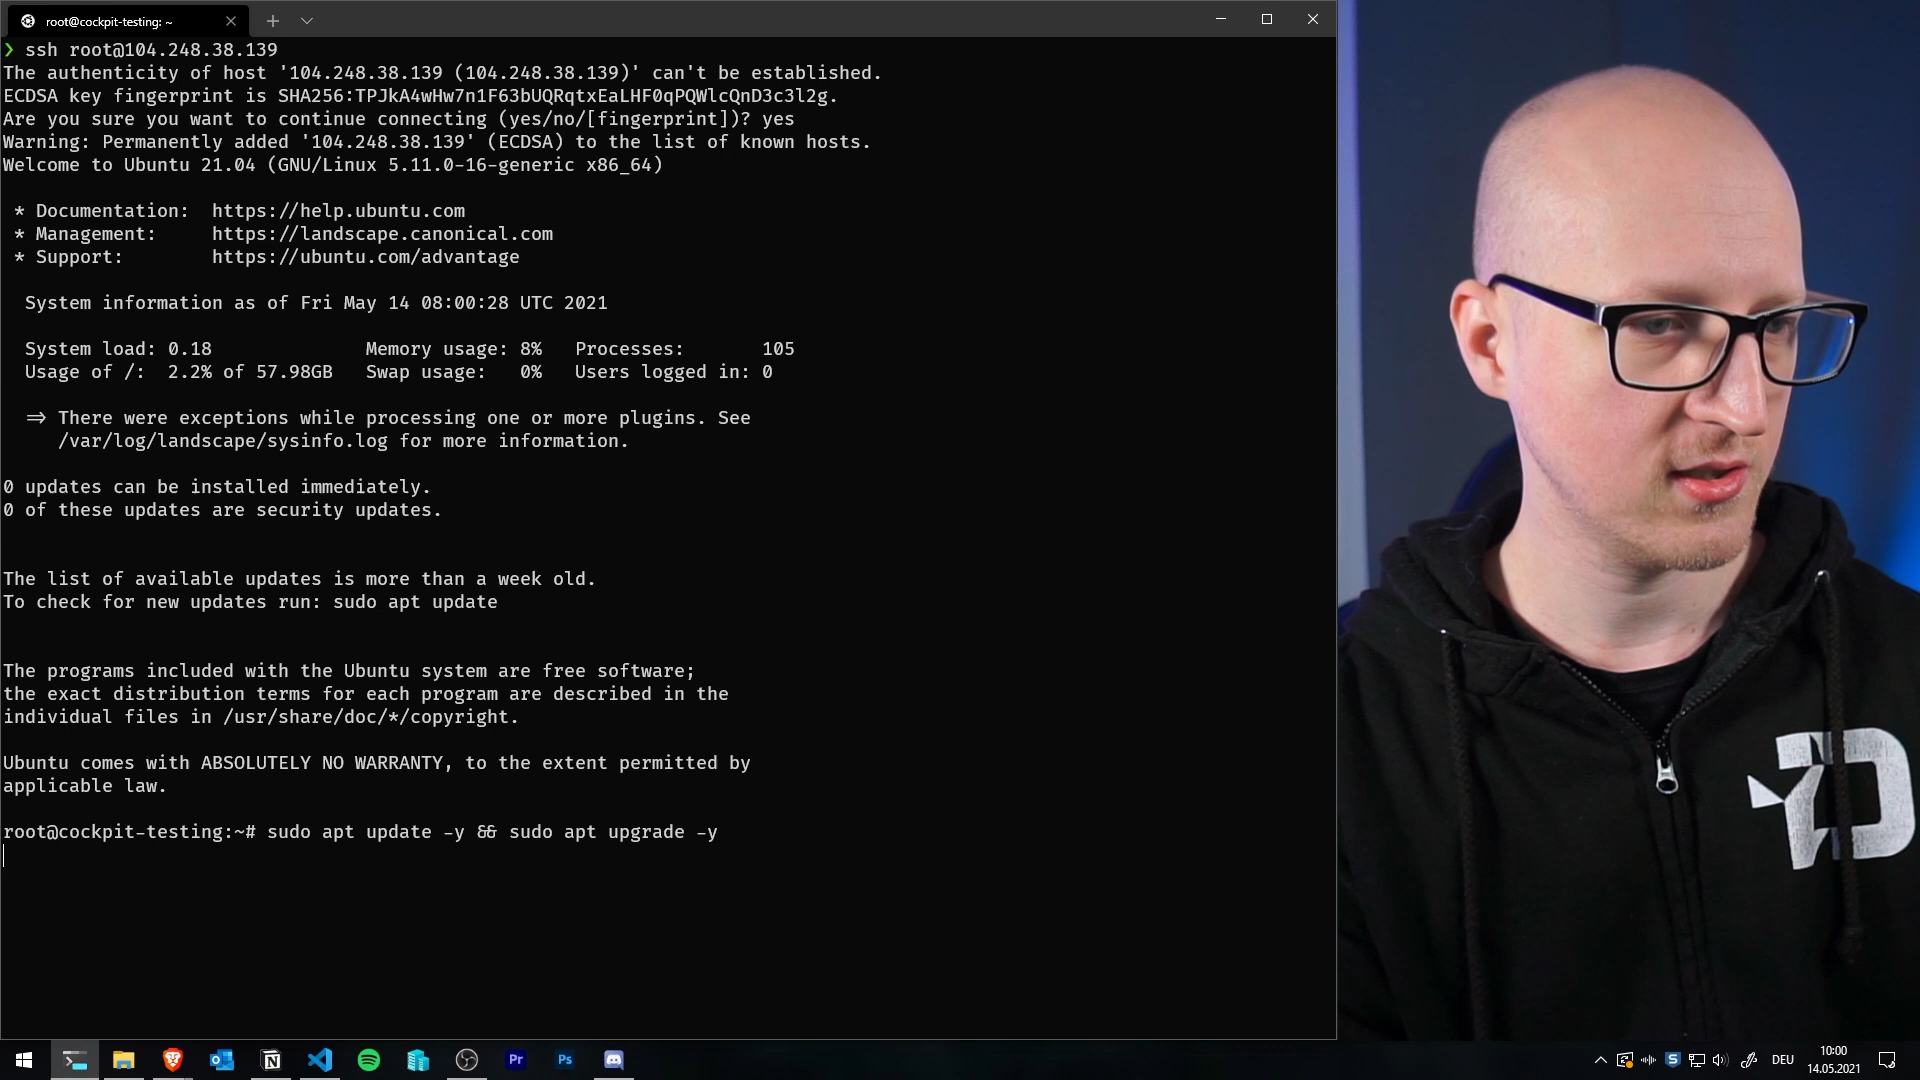 root@cockpit-testing: ~
❯ ssh root@104.248.38.139
The authenticity of host '104.248.38.139 (104.248.38.139)' can't be established.
ECDSA key fingerprint is SHA256:TPJkA4wHw7n1F63bUQRqtxEaLHF0qPQWlcQnD3c3l2g.
Are you sure you want to continue connecting (yes/no/[fingerprint])? yes
Warning: Permanently added '104.248.38.139' (ECDSA) to the list of known hosts.
Welcome to Ubuntu 21.04 (GNU/Linux 5.11.0-16-generic x86_64)
* Documentation:  https://help.ubuntu.com
* Management:     https://landscape.canonical.com
* Support:        https://ubuntu.com/advantage
System information as of Fri May 14 08:00:28 UTC 2021
System load: 0.18              Memory usage: 8%   Processes:       105
Usage of /:  2.2% of 57.98GB   Swap usage:   0%   Users logged in: 0
=> There were exceptions while processing one or more plugins. See
/var/log/landscape/sysinfo.log for more information.
0 updates can be installed immediately.
0 of these updates are security updates.
The list of available updates is more than a week old.
To check for new updates run: sudo apt update
The programs included with the Ubuntu system are free software;
the exact distribution terms for each program are described in the
individual files in /usr/share/doc/*/copyright.
Ubuntu comes with ABSOLUTELY NO WARRANTY, to the extent permitted by
applicable law.
root@cockpit-testing:~# sudo apt update -y && sudo apt upgrade -y
Pr
Ps
DEU
10:00
14.05.2021